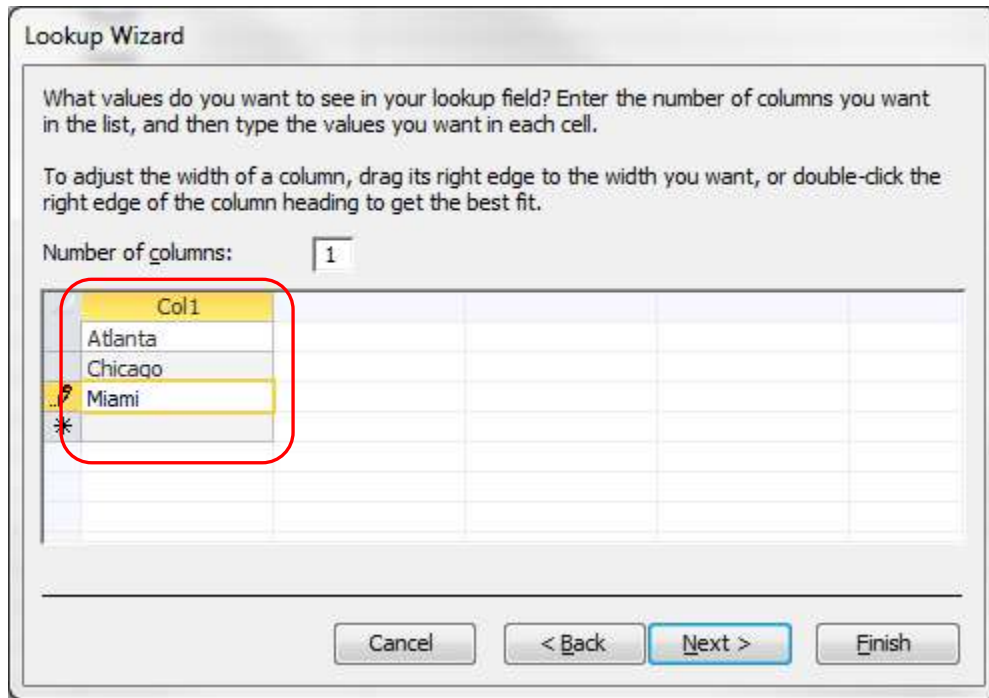 Lookup Wizard
What values do you want to see in your lookup field? Enter the number of columns you want
in the list, and then type the values you want in each cell.
To adjust the width of a column, drag its right edge to the width you want, or double-click the
right edge of the column heading to get the best fit.
Number of columns: 1
Col1
Atlanta
Chicago
Miami
Cancel < Back Next > Finish